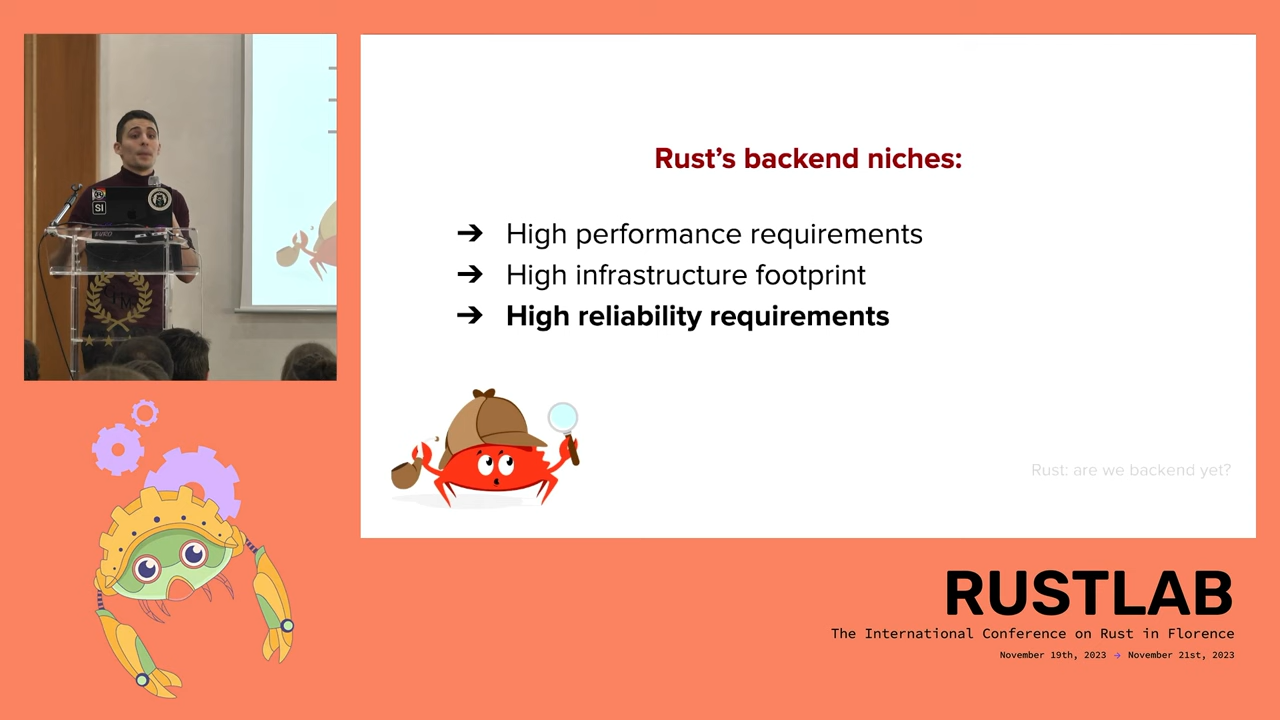 Rust’s backend niches:
➔ High performance requirements
➔ High infrastructure footprint
➔ High reliability requirements
Rust: are we backend yet?
SI
RUSTLAB
The International Conference on Rust in Florence
November 19th, 2023 → November 21st, 2023